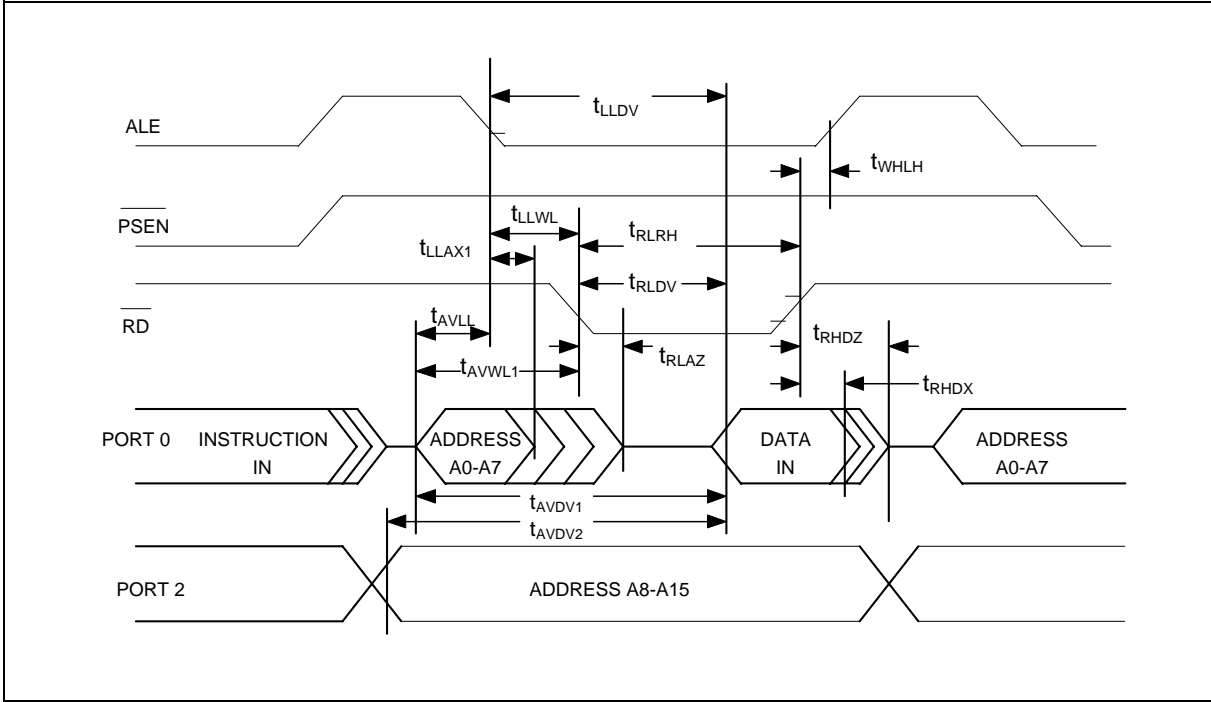 tLLDV
ALE
tWHLH
PSEN
tLLWL
tRLRH
tLLAX1
tRLDV
RD
tAVLL
tRHDZ
tRLAZ
tAVWL1
tRHDX
PORT 0
INSTRUCTION
IN
ADDRESS
A0-A7
DATA
IN
ADDRESS
A0-A7
tAVDV1
tAVDV2
PORT 2
ADDRESS A8-A15